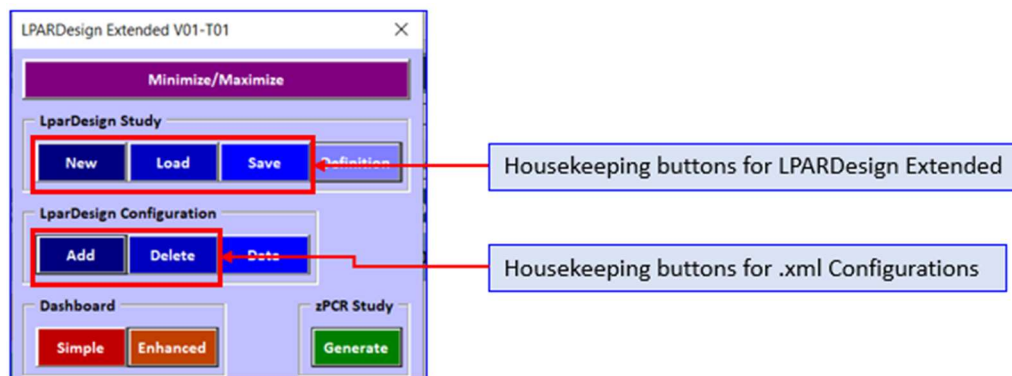 LPARDesign Extended V01-T01
Minimize/Maximize
LparDesign Study
New Load Save Definition
Housekeeping buttons for LPARDesign Extended
LparDesign Configuration
Add Delete Data
Housekeeping buttons for .xml Configurations
Dashboard zPCR Study
Simple Enhanced Generate